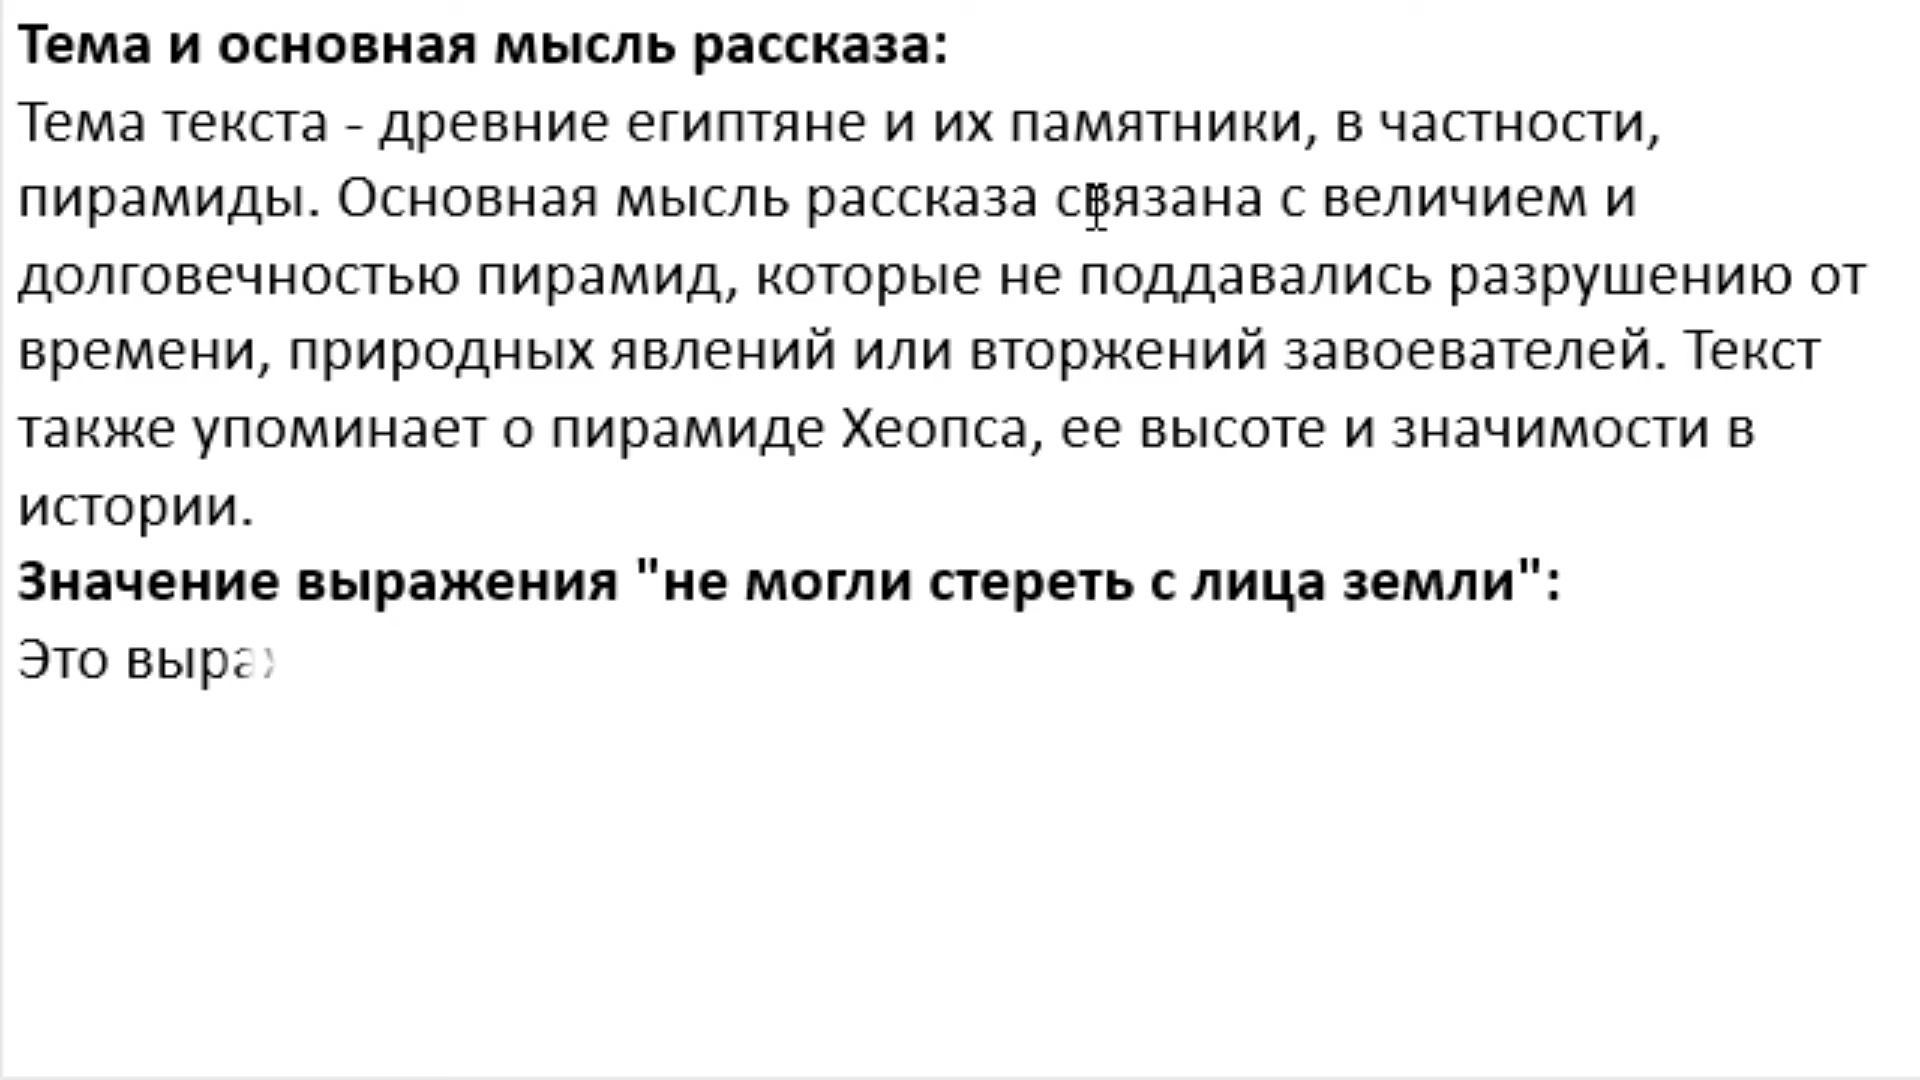 Тема и основная мысль рассказа:
Тема текста - древние египтяне и их памятники, в частности,
пирамиды. Основная мысль рассказа связана с величием и
долговечностью пирамид, которые не поддавались разрушению от
времени, природных явлений или вторжений завоевателей. Текст
также упоминает о пирамиде Хеопса, ее высоте и значимости в
истории.
Значение выражения "не могли стереть с лица земли":
Это